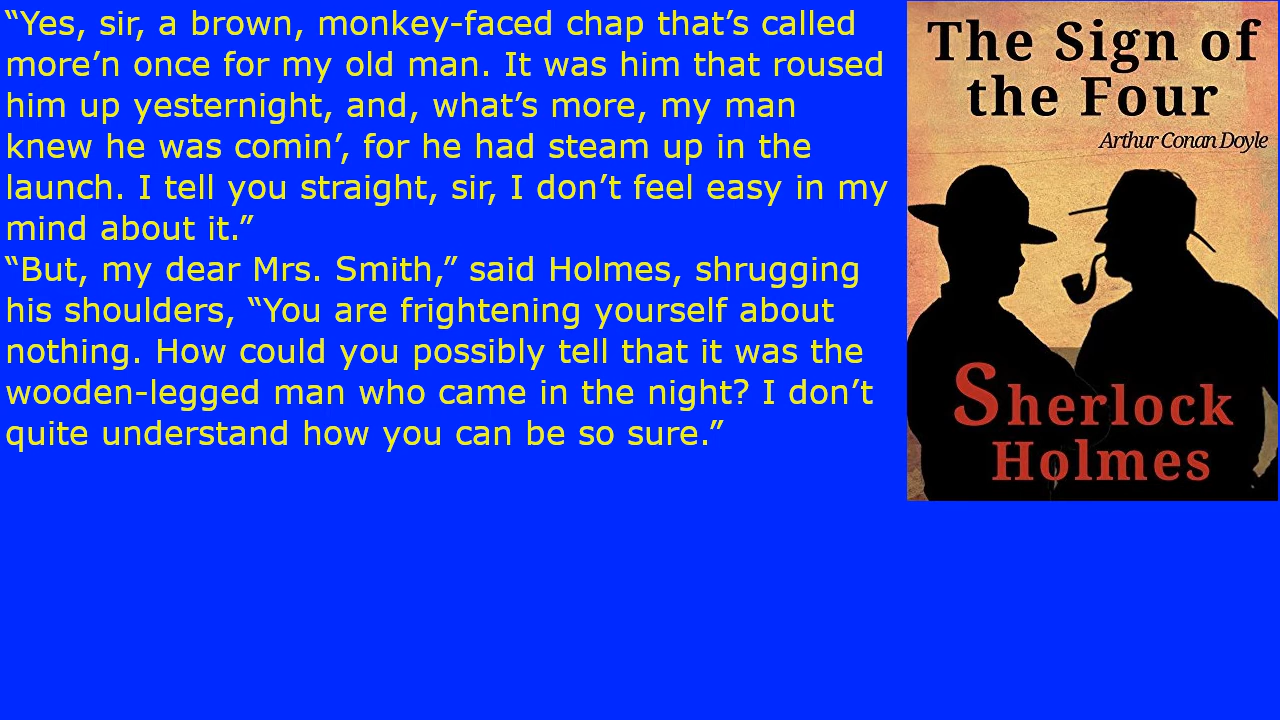 “Yes, sir, a brown, monkey-faced chap that’s called
more’n once for my old man. It was him that roused
him up yesternight, and, what’s more, my man
knew he was comin’, for he had steam up in the
launch. I tell you straight, sir, I don’t feel easy in my
mind about it.”
“But, my dear Mrs. Smith,” said Holmes, shrugging
his shoulders, “You are frightening yourself about
nothing. How could you possibly tell that it was the
wooden-legged man who came in the night? I don’t
quite understand how you can be so sure.”
The Sign of
the Four
Arthur Conan Doyle
Sherlock
Holmes